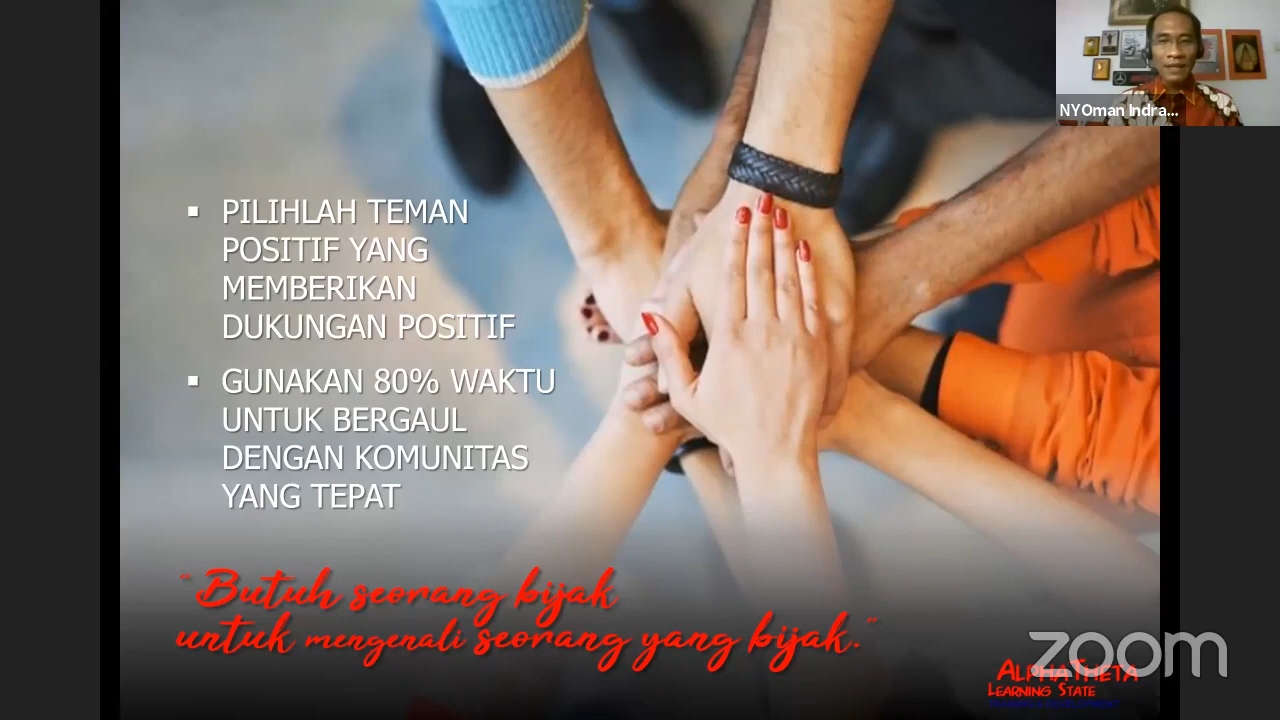 NYOman Indra...
▪ PILIHLAH TEMAN
POSITIF YANG
MEMBERIKAN
DUKUNGAN POSITIF
▪ GUNAKAN 80% WAKTU
UNTUK BERGAUL
DENGAN KOMUNITAS
YANG TEPAT
"Butuh seorang bijak
untuk mengenali seorang yang bijak."
zoom
ALPHATHETA
LEARNING STATE